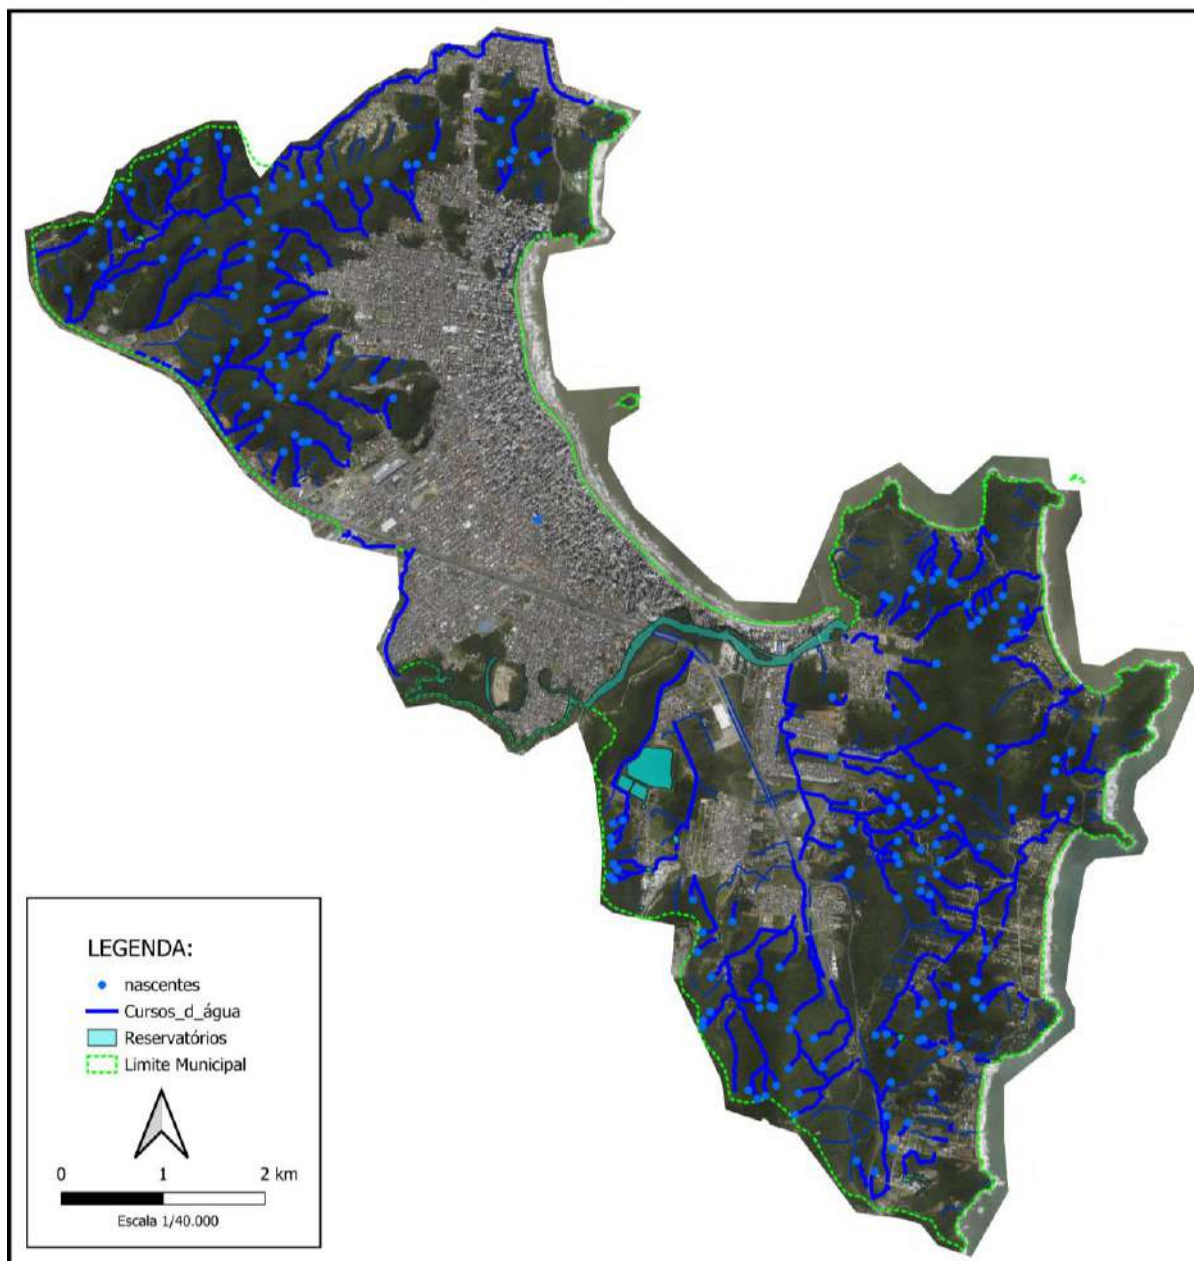 LEGENDA:
nascentes
Cursos_d_água
Reservatórios
Limite Municipal
0 1 2 km
Escala 1/40.000